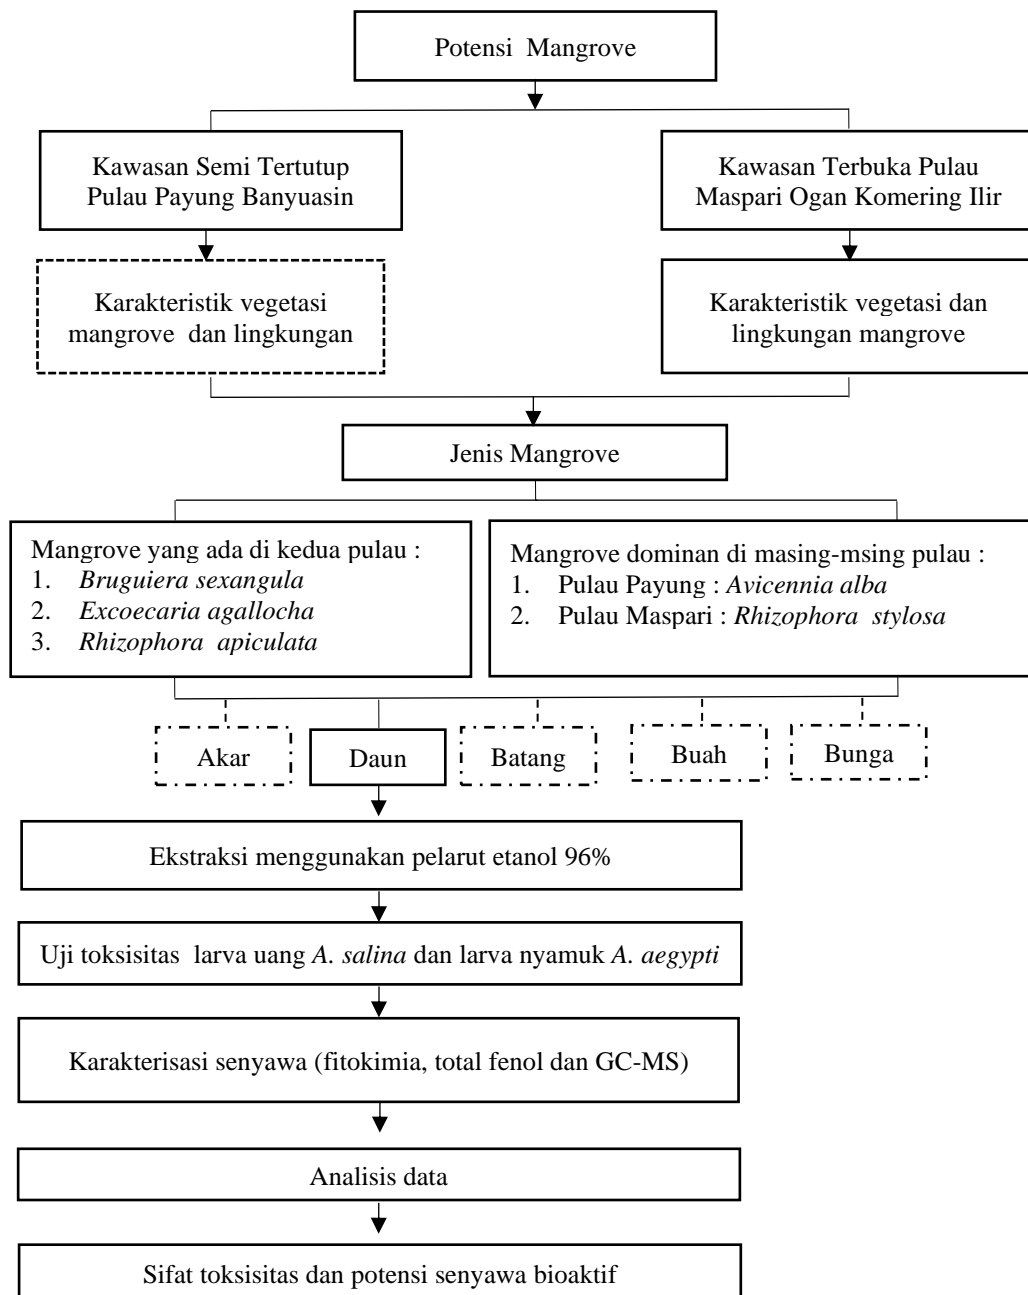 Potensi Mangrove
Kawasan Semi Tertutup
Pulau Payung Banyuasin
Kawasan Terbuka Pulau
Maspari Ogan Komering Ilir
Karakteristik vegetasi
mangrove dan lingkungan
Karakteristik vegetasi dan
lingkungan mangrove
Jenis Mangrove
Mangrove yang ada di kedua pulau :
1. Bruguiera sexangula
2. Excoecaria agallocha
3. Rhizophora apiculata
Mangrove dominan di masing-msing pulau :
1. Pulau Payung : Avicennia alba
2. Pulau Maspari : Rhizophora stylosa
Akar
Daun
Batang
Buah
Bunga
Ekstraksi menggunakan pelarut etanol 96%
Uji toksisitas larva uang A. salina dan larva nyamuk A. aegypti
Karakterisasi senyawa (fitokimia, total fenol dan GC-MS)
Analisis data
Sifat toksisitas dan potensi senyawa bioaktif